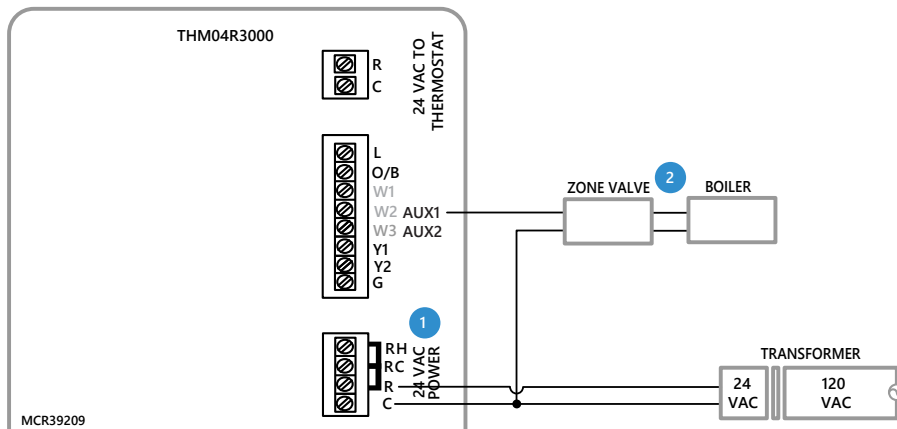 THM04R3000
R
C
24 VAC TO
THERMOSTAT
L
O/B
W1
W2 AUX1
W3 AUX2
Y1
Y2
G
ZONE VALVE
2
BOILER
1
RH
RC
R
C
24 VAC
POWER
TRANSFORMER
24
VAC
120
VAC
MCR39209